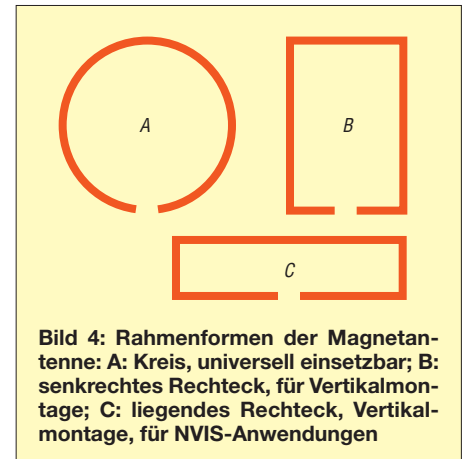 A
B
C
Bild 4: Rahmenformen der Magnetan-
tenne: A: Kreis, universell einsetzbar; B:
senkrechtes Rechteck, für Vertikalmon-
tage; C: liegendes Rechteck, Vertikal-
montage, für NVIS-Anwendungen